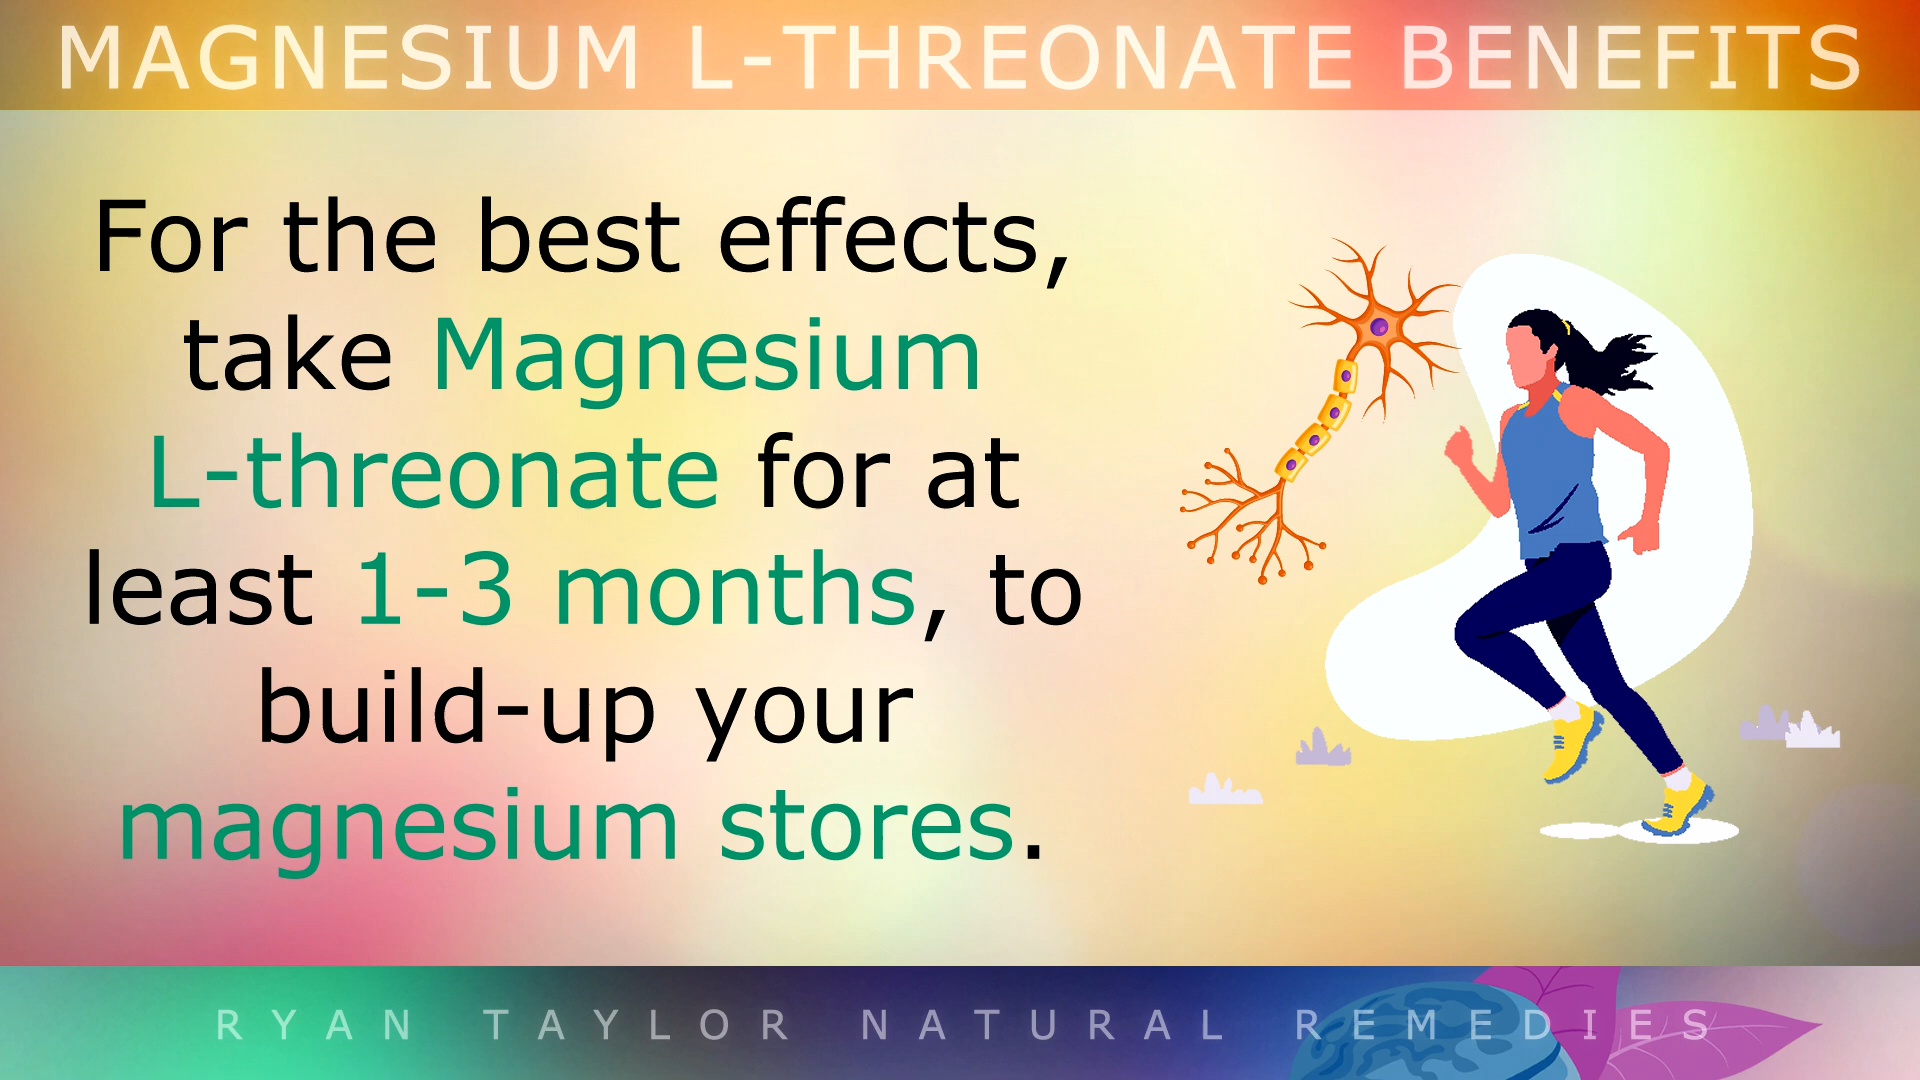 MAGNESIUM L-THREONATE BENEFITS
For the best effects,
take Magnesium
L-threonate for at
least 1-3 months, to
build-up your
magnesium stores.
RYAN TAYLOR NATURAL REMEDIES